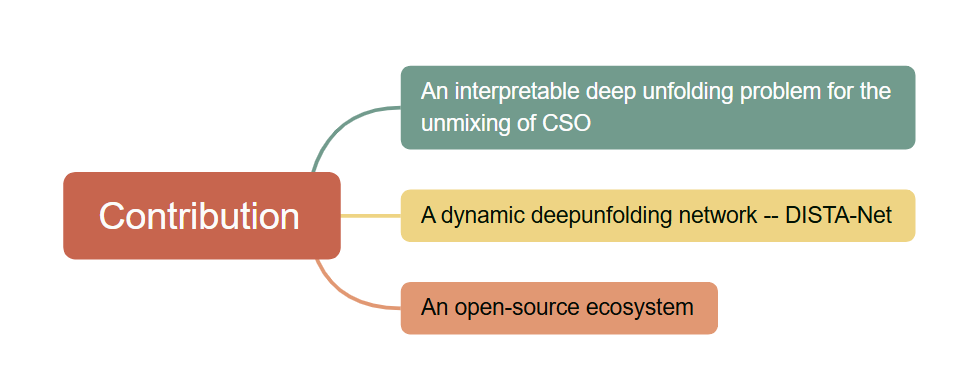 Contribution
An interpretable deep unfolding problem for the
unmixing of CSO
A dynamic deepunfolding network -- DISTA-Net
An open-source ecosystem